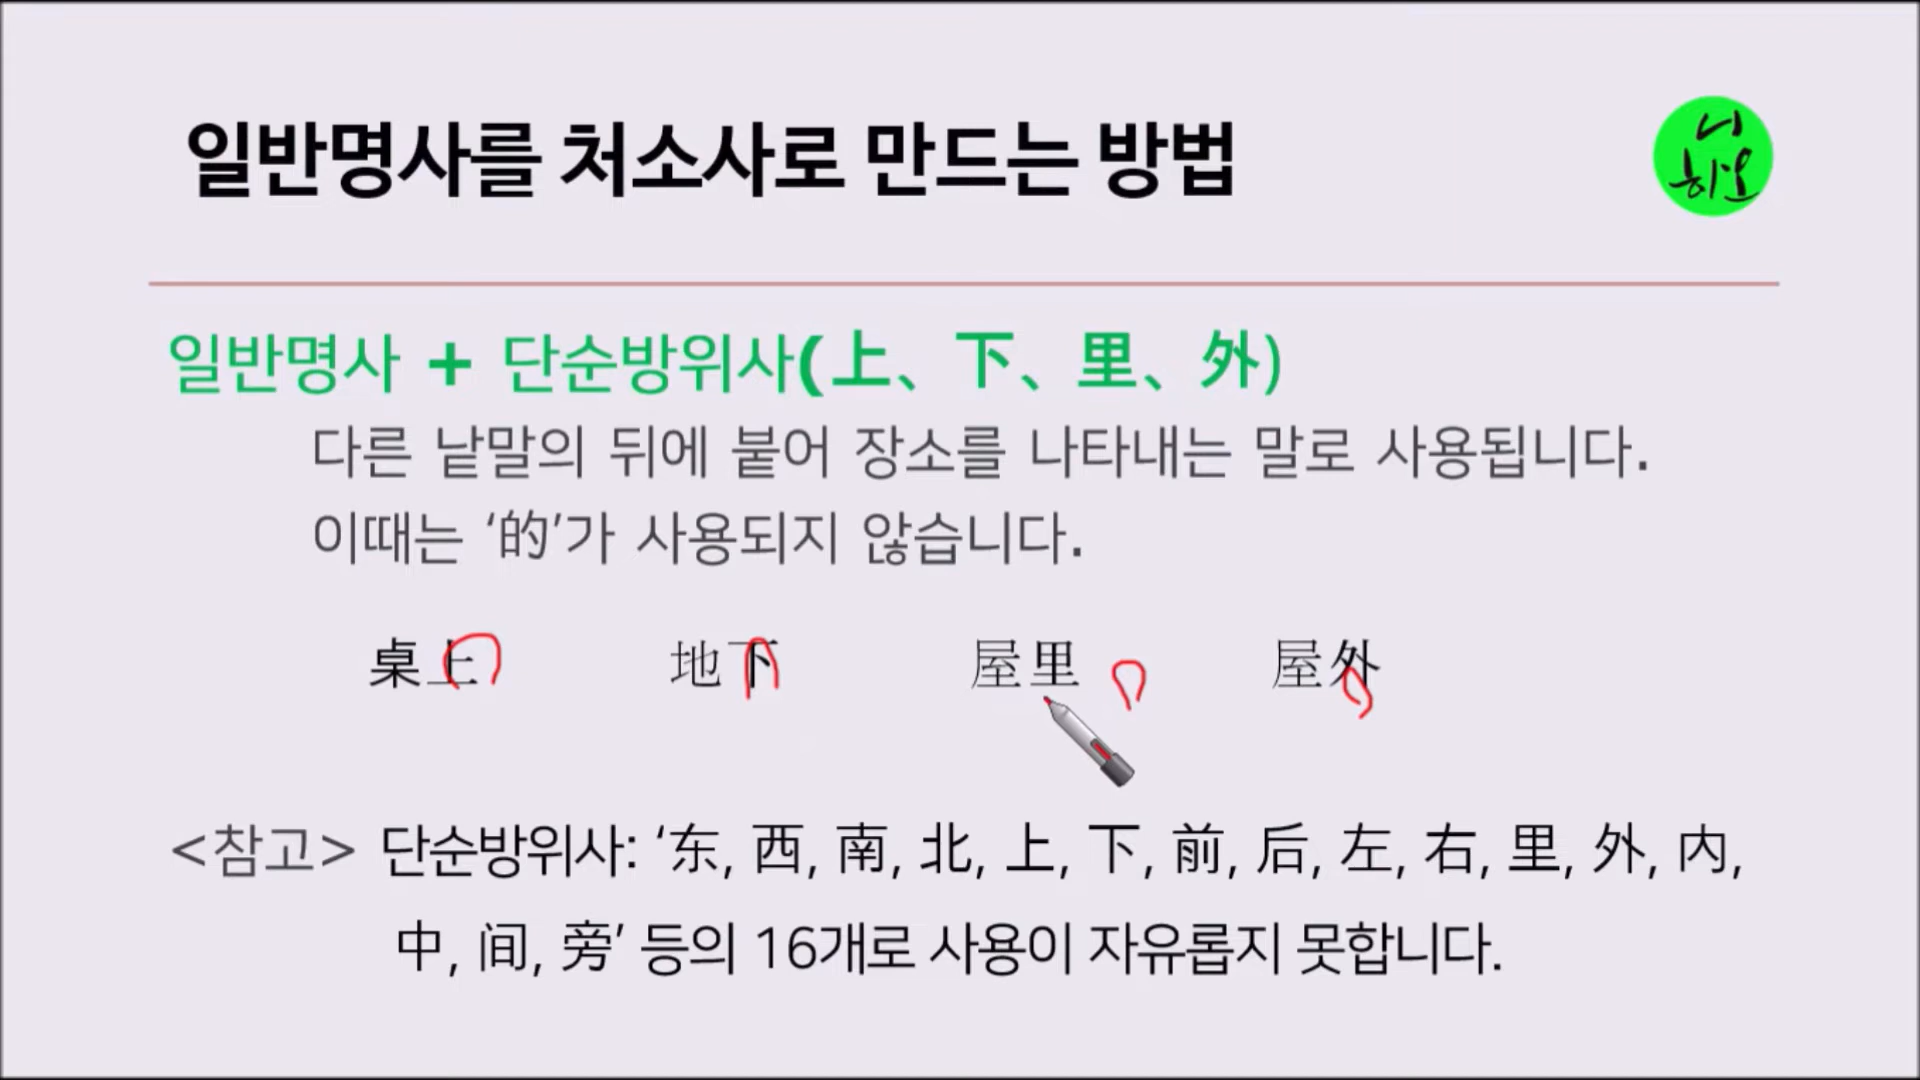 일반명사를 처소사로 만드는 방법
니
하오
일반명사 + 단순방위사(上、下、里、外)
다른 낱말의 뒤에 붙어 장소를 나타내는 말로 사용됩니다.
이때는 ‘的’가 사용되지 않습니다.
桌上 地下 屋里 屋外
<참고> 단순방위사: ‘东, 西, 南, 北, 上, 下, 前, 后, 左, 右, 里, 外, 内,
中, 间, 旁’ 등의 16개로 사용이 자유롭지 못합니다.